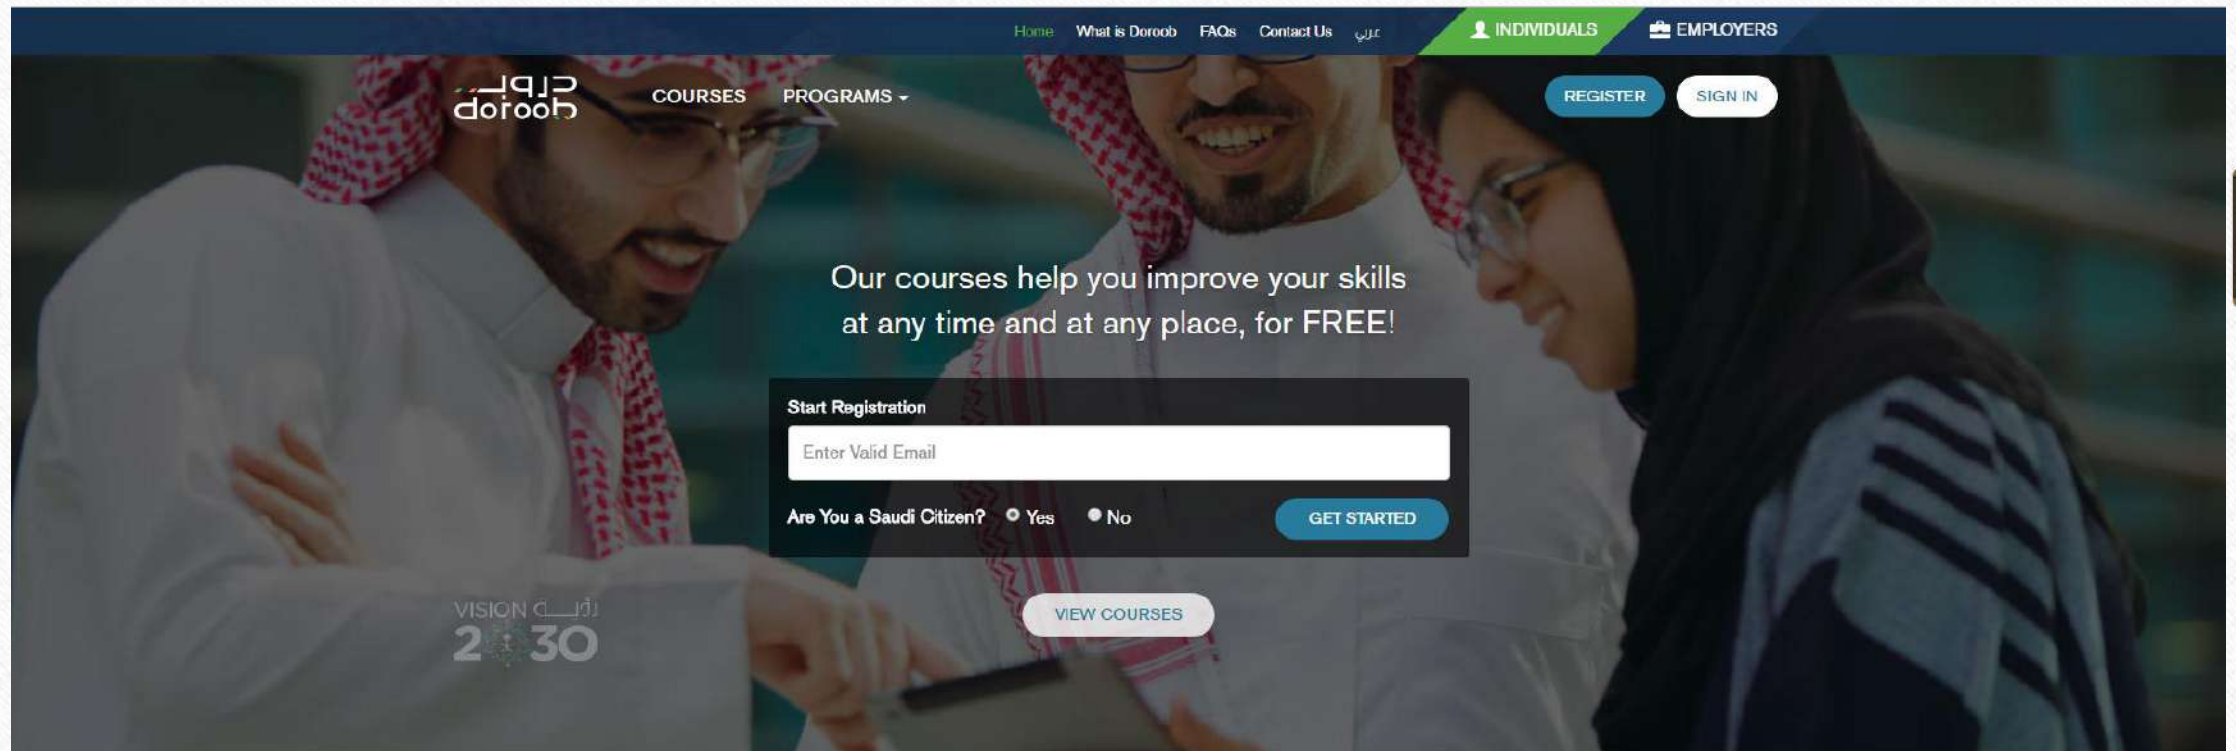 Home What is Doroob FAQs Contact Us عربي INDIVIDUALS EMPLOYERS
دروب
doroob
COURSES PROGRAMS REGISTER SIGN IN
Our courses help you improve your skills
at any time and at any place, for FREE!
Start Registration
Enter Valid Email
Are You a Saudi Citizen? Yes No GET STARTED
VISION رؤيـــة
2030
VIEW COURSES